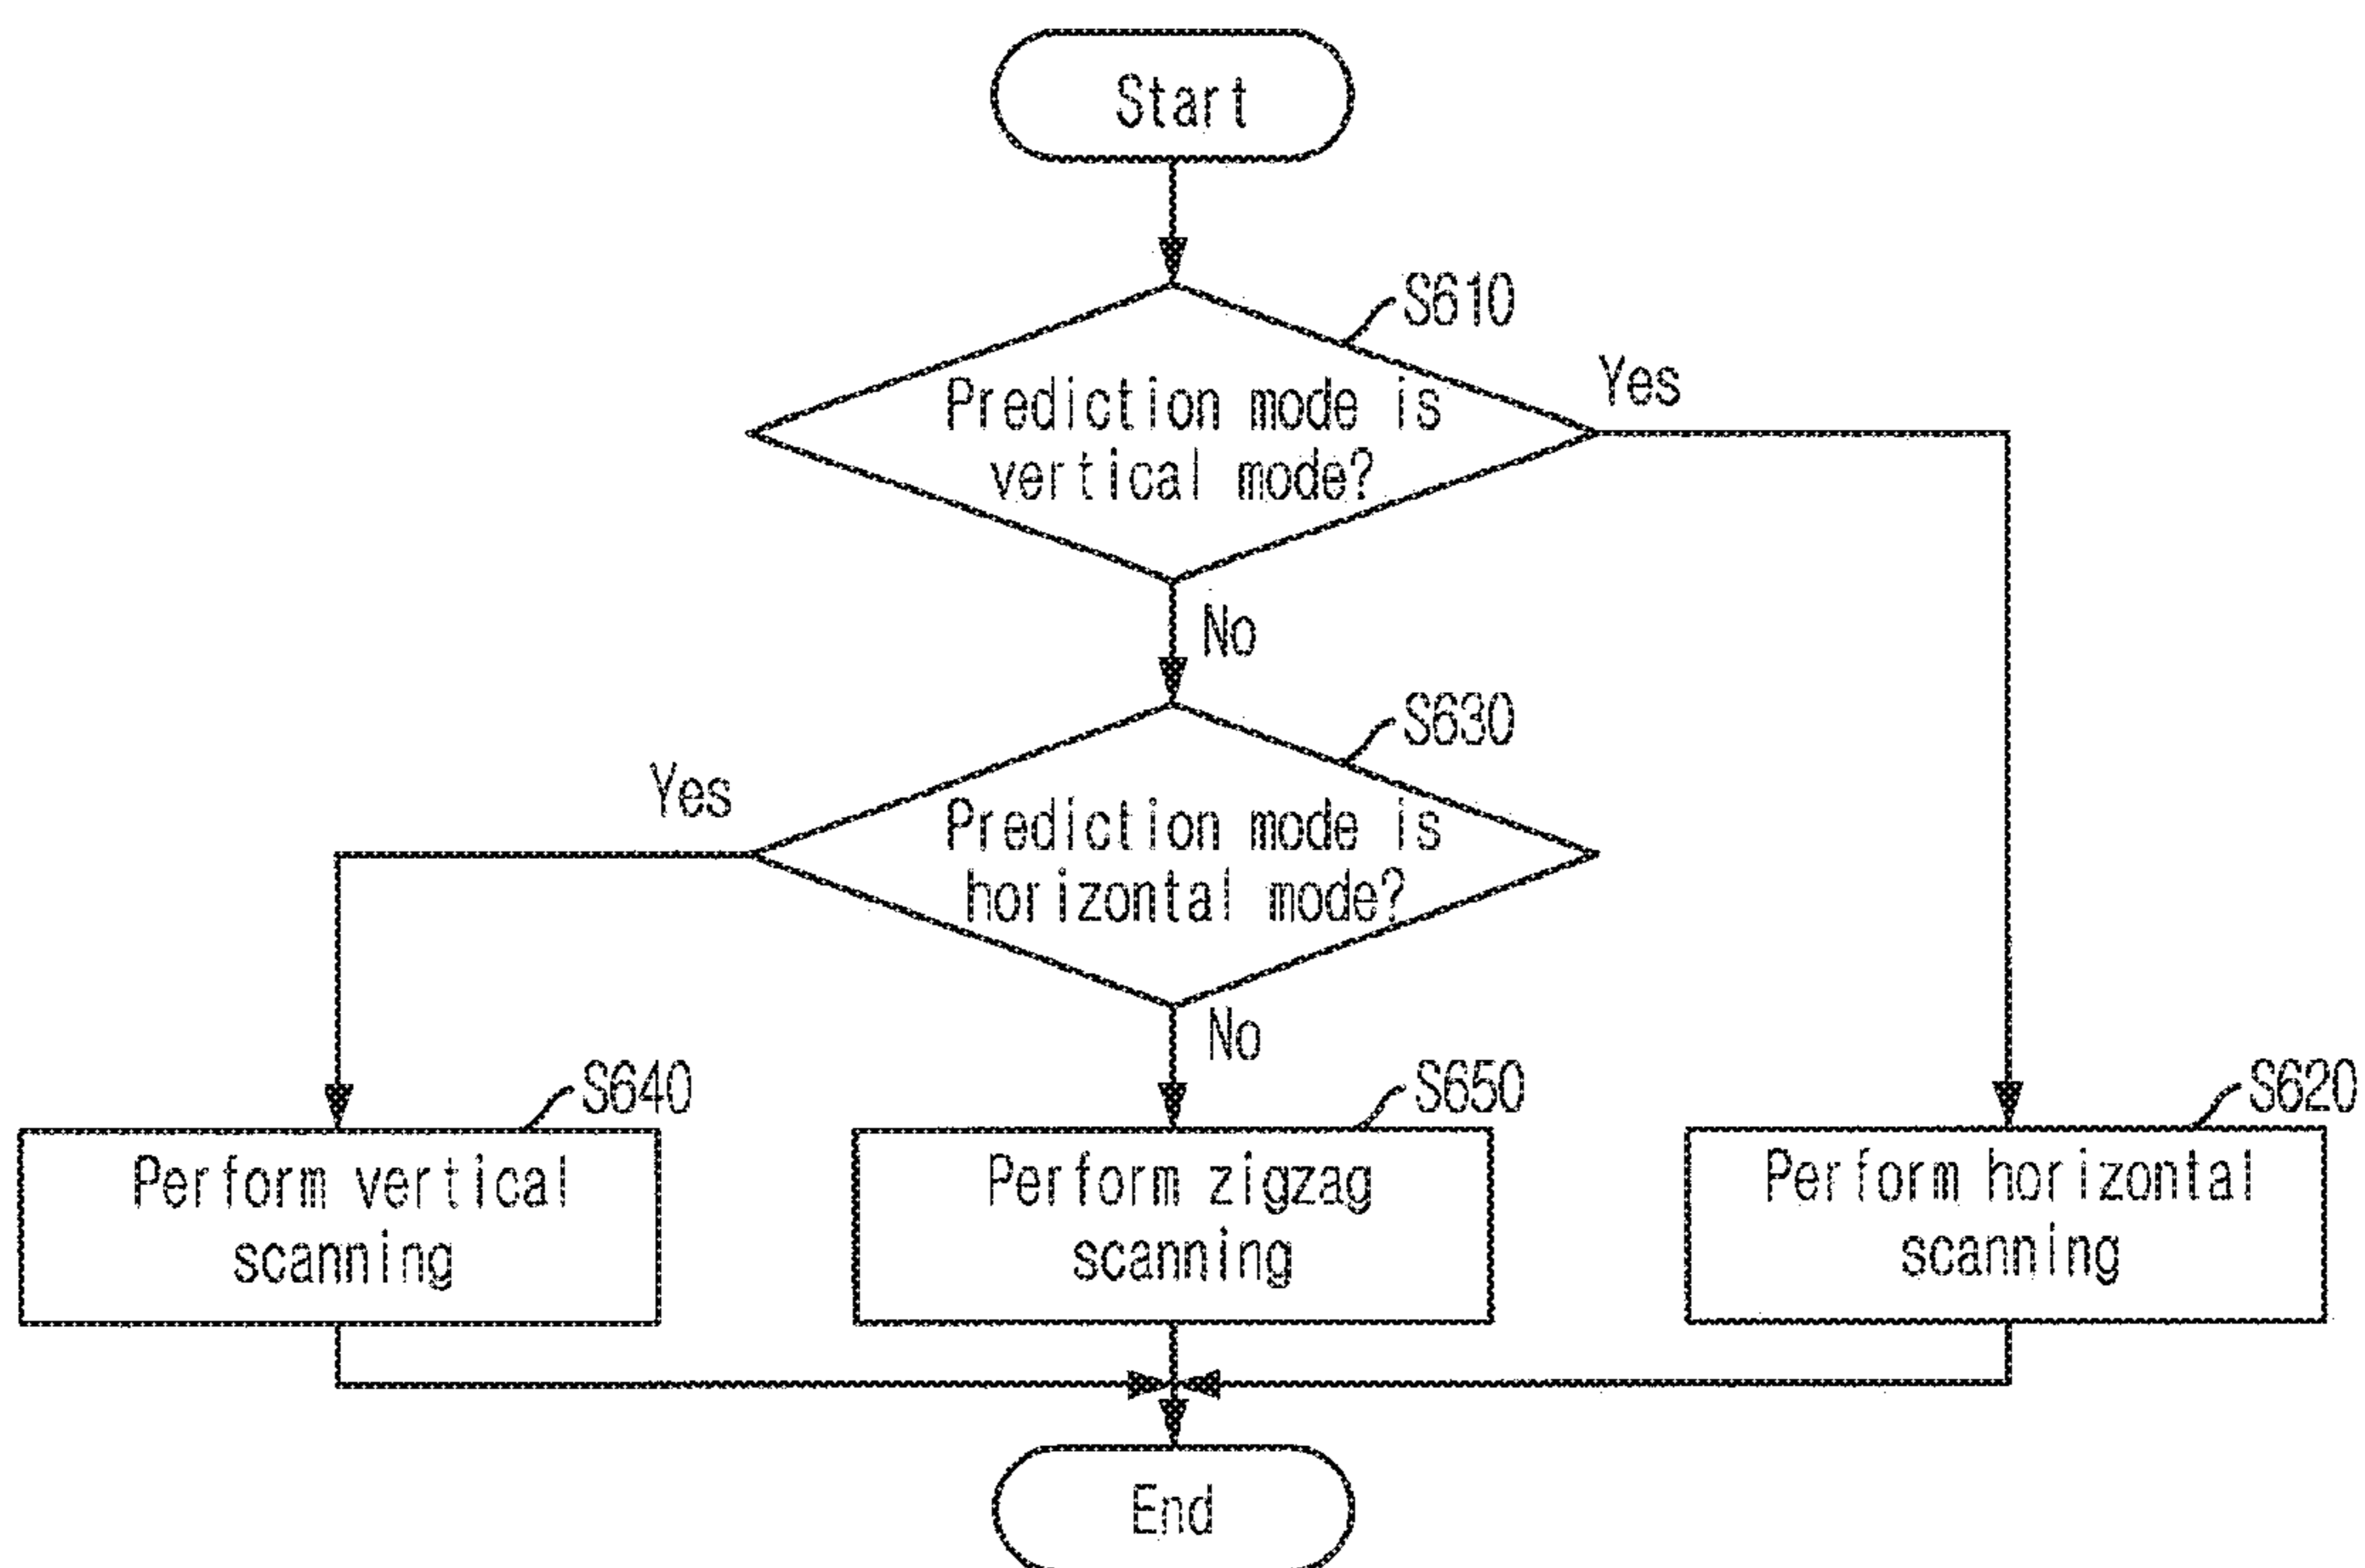 Start
S610
Prediction mode is
vertical mode?
Yes
No
S630
Prediction mode is
horizontal mode?
Yes
No
S640
Perform vertical
scanning
S650
Perform zigzag
scanning
S620
Perform horizontal
scanning
End